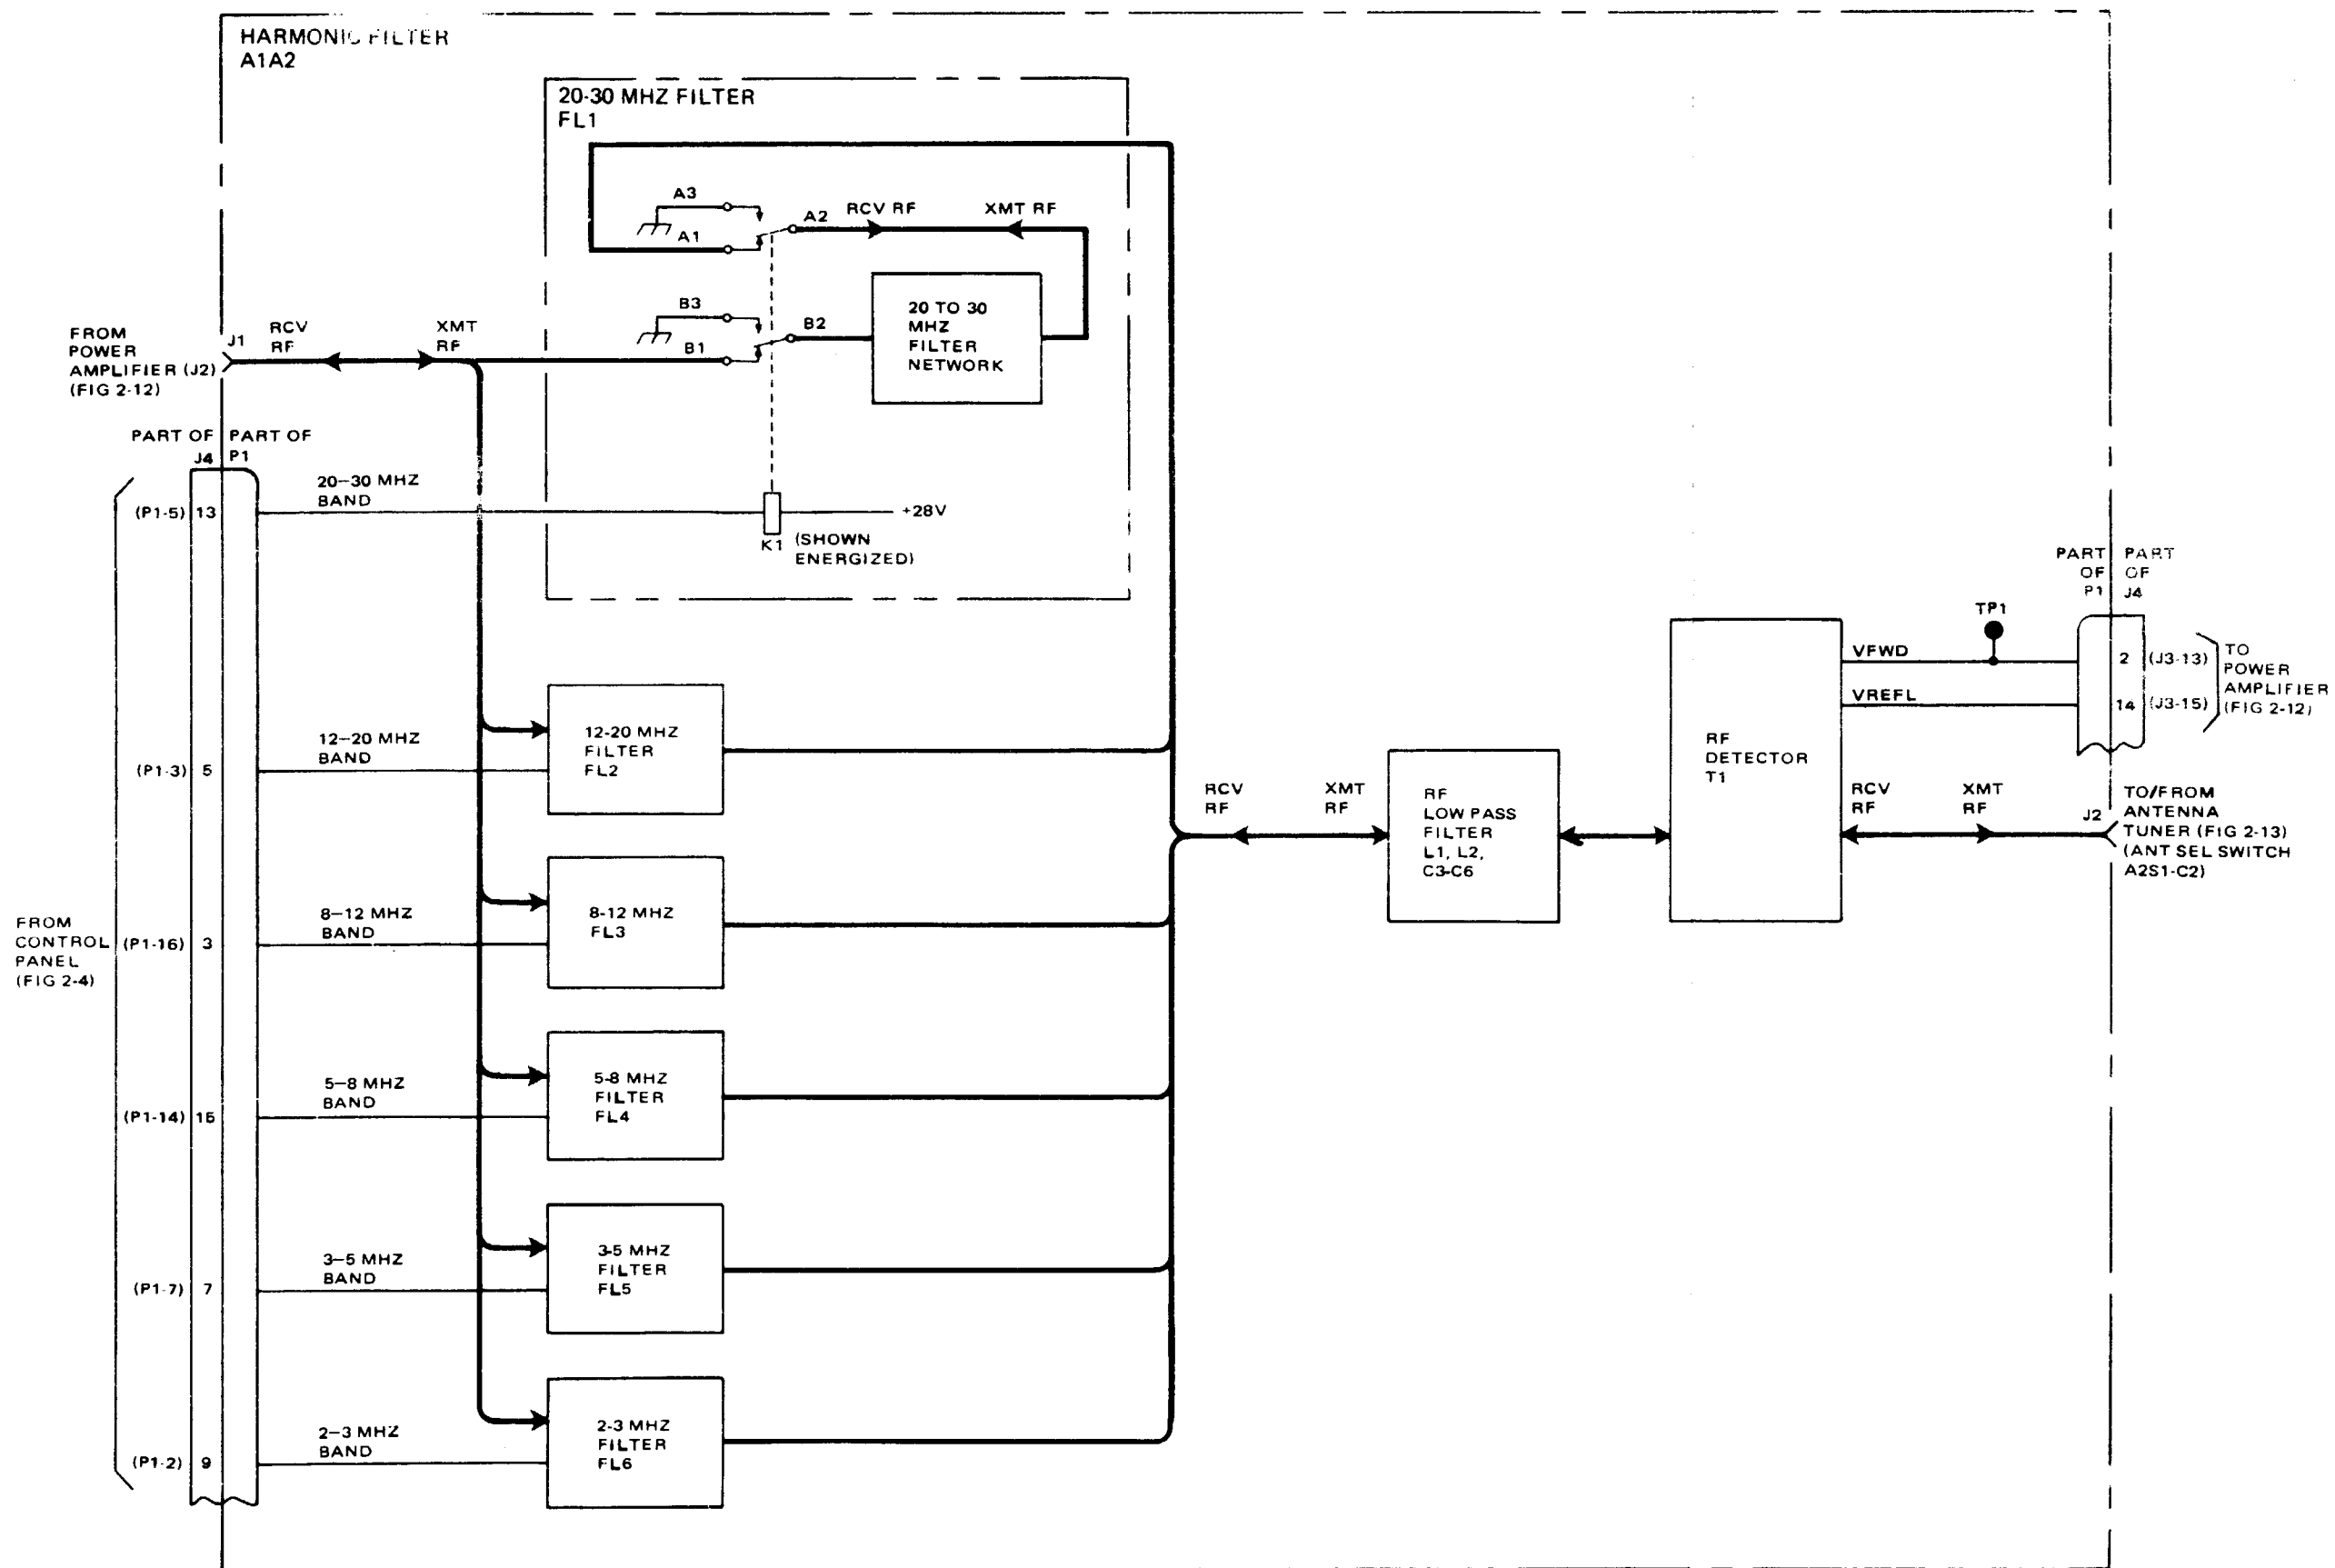 HARMONIC FILTER
A1A2
20-30 MHZ FILTER
FL1
A3
A2
RCV RF
XMT RF
A1
B3
B2
B1
20 TO 30
MHZ
FILTER
NETWORK
FROM
POWER
AMPLIFIER (J2)
(FIG 2-12)
J1
RCV
RF
XMT
RF
PART OF
J4
PART OF
P1
(P1-5) 13
20–30 MHZ
BAND
+28V
K1 (SHOWN
ENERGIZED)
(P1-3) 5
12–20 MHZ
BAND
12-20 MHZ
FILTER
FL2
FROM
CONTROL
PANEL
(FIG 2-4)
(P1-16) 3
8–12 MHZ
BAND
8-12 MHZ
FL3
(P1-14) 15
5–8 MHZ
BAND
5-8 MHZ
FILTER
FL4
(P1-7) 7
3–5 MHZ
BAND
3-5 MHZ
FILTER
FL5
(P1-2) 9
2–3 MHZ
BAND
2-3 MHZ
FILTER
FL6
RCV
RF
XMT
RF
RF
LOW PASS
FILTER
L1, L2,
C3-C6
RF
DETECTOR
T1
VFWD
VREFL
TP1
PART
OF
P1
PART
OF
J4
2 (J3-13)
14 (J3-15)
TO
POWER
AMPLIFIER
(FIG 2-12)
RCV
RF
XMT
RF
J2
TO/FROM
ANTENNA
TUNER (FIG 2-13)
(ANT SEL SWITCH
A2S1-C2)